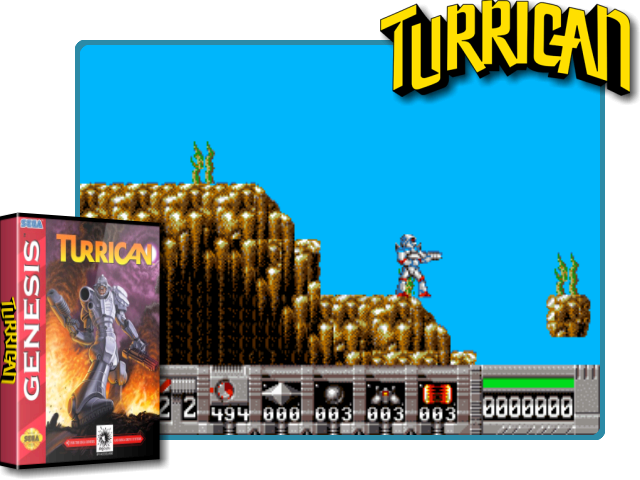 TURRICAN
2 2
494
000
003
003
003
0000000
SEGA
GENESIS
TURRICAN
TURRICAN
SEGA